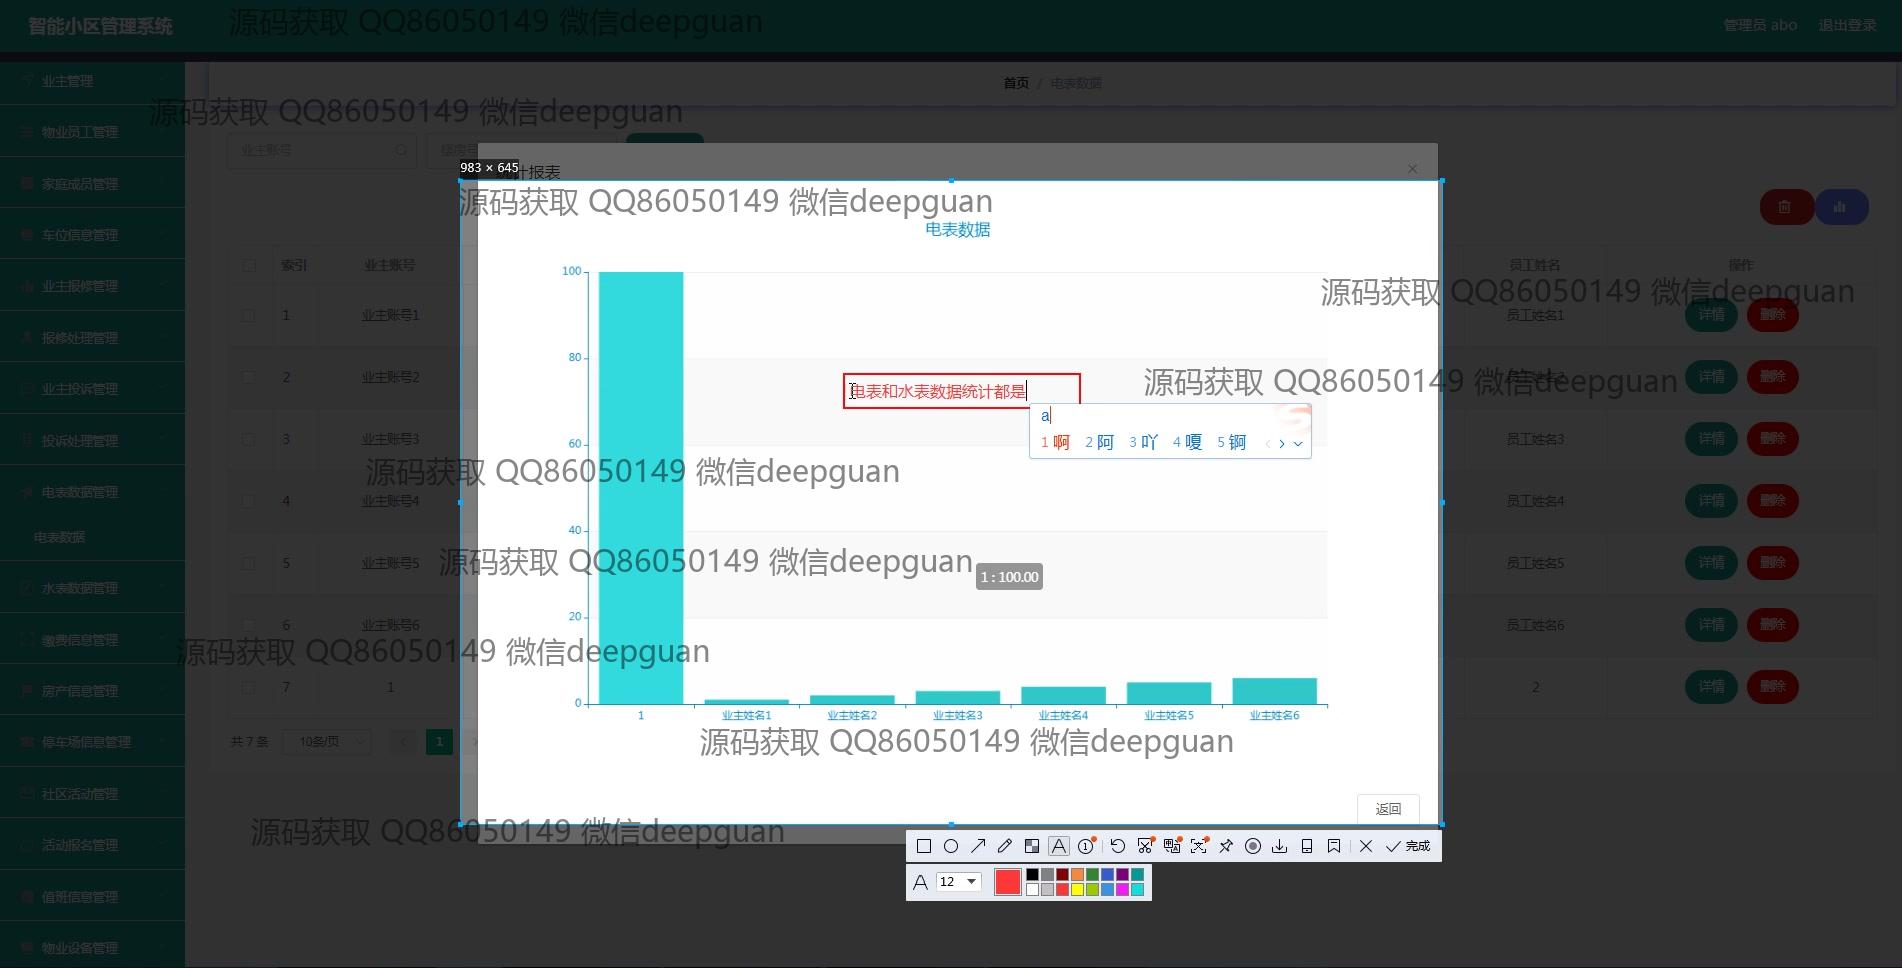 智能小区管理系统
源码获取 QQ86050149 微信deepguan
管理员 abo
退出登录
业主管理
首页 / 电表数据
源码获取 QQ86050149 微信deepguan
物业员工管理
业主账号
楼房号
983 × 645
统计报表
家庭成员管理
源码获取 QQ86050149 微信deepguan
电表数据
车位信息管理
索引
业主账号
员工姓名
操作
100
业主报修管理
源码获取 QQ86050149 微信deepguan
1
业主账号1
员工姓名1
详情
删除
报修处理管理
80
2
业主账号2
源码获取 QQ86050149 微信deepguan
详情
删除
业主投诉管理
电表和水表数据统计都是
a
1 啊 2 阿 3 吖 4 嗄 5 锕
投诉处理管理
3
业主账号3
60
员工姓名3
详情
删除
源码获取 QQ86050149 微信deepguan
电表数据管理
4
业主账号4
员工姓名4
详情
删除
电表数据
40
5
业主账号5
源码获取 QQ86050149 微信deepguan
1 : 100.00
员工姓名5
详情
删除
水表数据管理
20
6
业主账号6
员工姓名6
详情
删除
缴费信息管理
源码获取 QQ86050149 微信deepguan
房产信息管理
7
1
2
详情
删除
0
1
业主姓名1
业主姓名2
业主姓名3
业主姓名4
业主姓名5
业主姓名6
停车场信息管理
共 7 条
10条/页
1
源码获取 QQ86050149 微信deepguan
社区活动管理
返回
源码获取 QQ86050149 微信deepguan
活动报名管理
完成
A 12
值班信息管理
物业设备管理